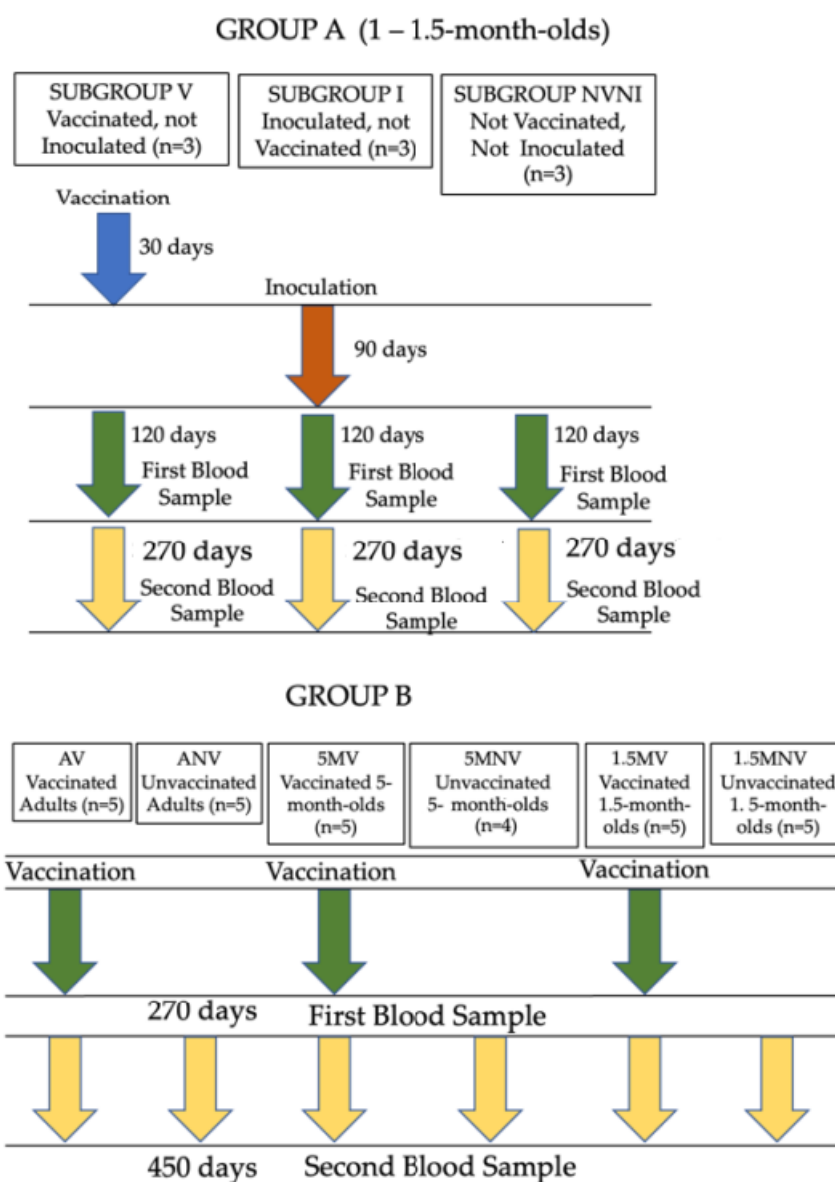 GROUP A (1 – 1.5-month-olds)
SUBGROUP V
Vaccinated, not
Inoculated (n=3)
SUBGROUP I
Inoculated, not
Vaccinated (n=3)
SUBGROUP NVNI
Not Vaccinated,
Not Inoculated
(n=3)
Vaccination
30 days
Inoculation
90 days
120 days
First Blood
Sample
120 days
First Blood
Sample
120 days
First Blood
Sample
270 days
Second Blood
Sample
270 days
Second Blood
Sample
270 days
Second Blood
Sample
GROUP B
AV
Vaccinated
Adults (n=5)
ANV
Unvaccinated
Adults (n=5)
5MV
Vaccinated 5-
month-olds
(n=5)
5MNV
Unvaccinated
5- month-olds
(n=4)
1.5MV
Vaccinated
1.5-month-
olds (n=5)
1.5MNV
Unvaccinated
1. 5-month-
olds (n=5)
Vaccination
Vaccination
Vaccination
270 days
First Blood Sample
450 days
Second Blood Sample